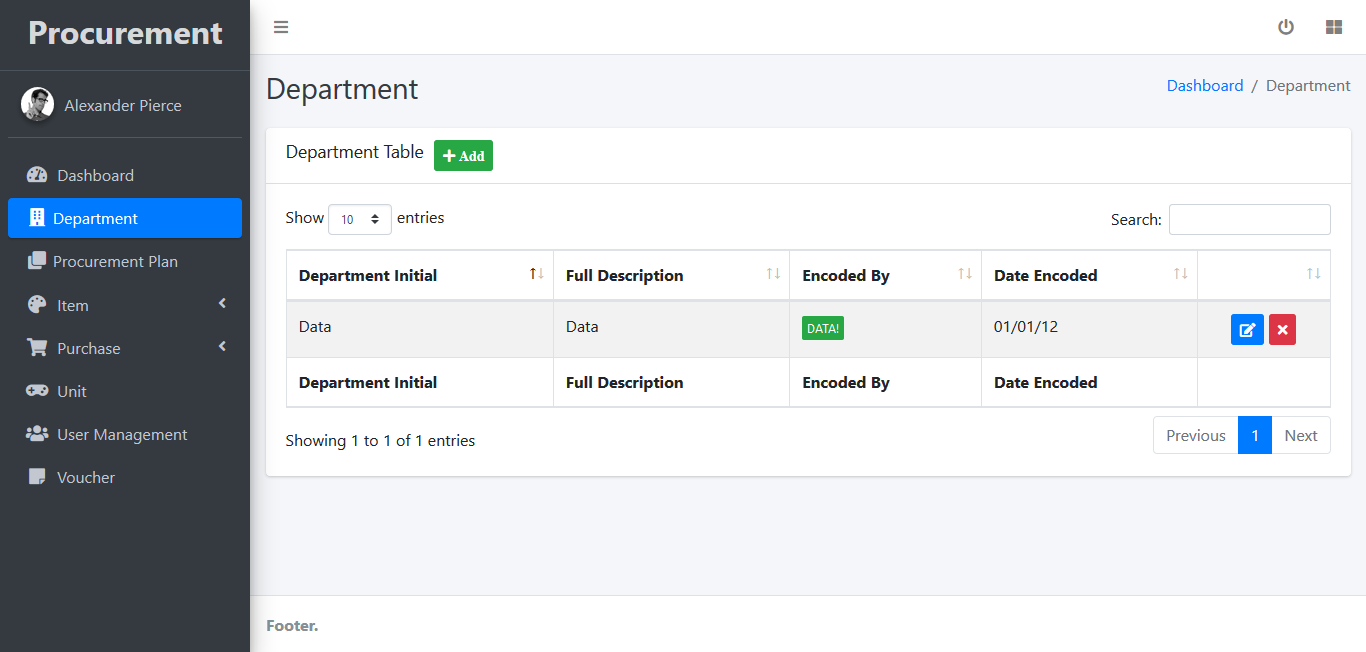 Procurement
Alexander Pierce
Dashboard
Department
Procurement Plan
Item
Purchase
Unit
User Management
Voucher
Department
Dashboard / Department
Department Table
Add
Show 10 entries
Search:
Department Initial Full Description Encoded By Date Encoded
Data Data DATA! 01/01/12
Department Initial Full Description Encoded By Date Encoded
Showing 1 to 1 of 1 entries
Previous 1 Next
Footer.